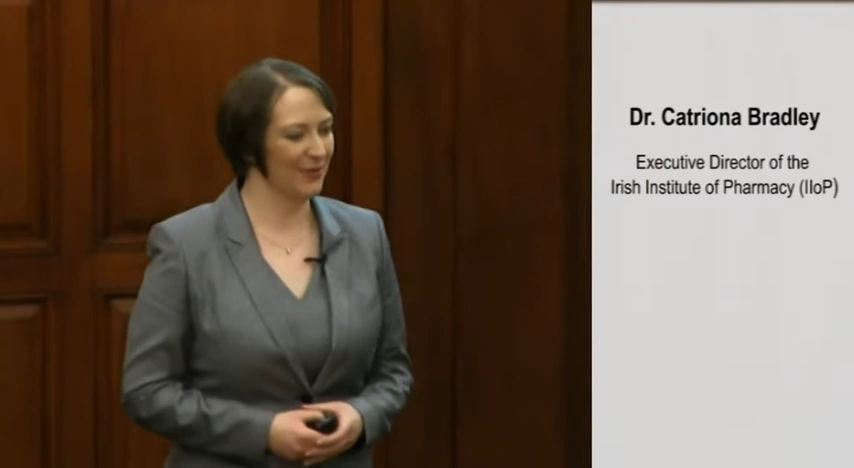 Dr. Catriona Bradley
Executive Director of the
Irish Institute of Pharmacy (IIoP)